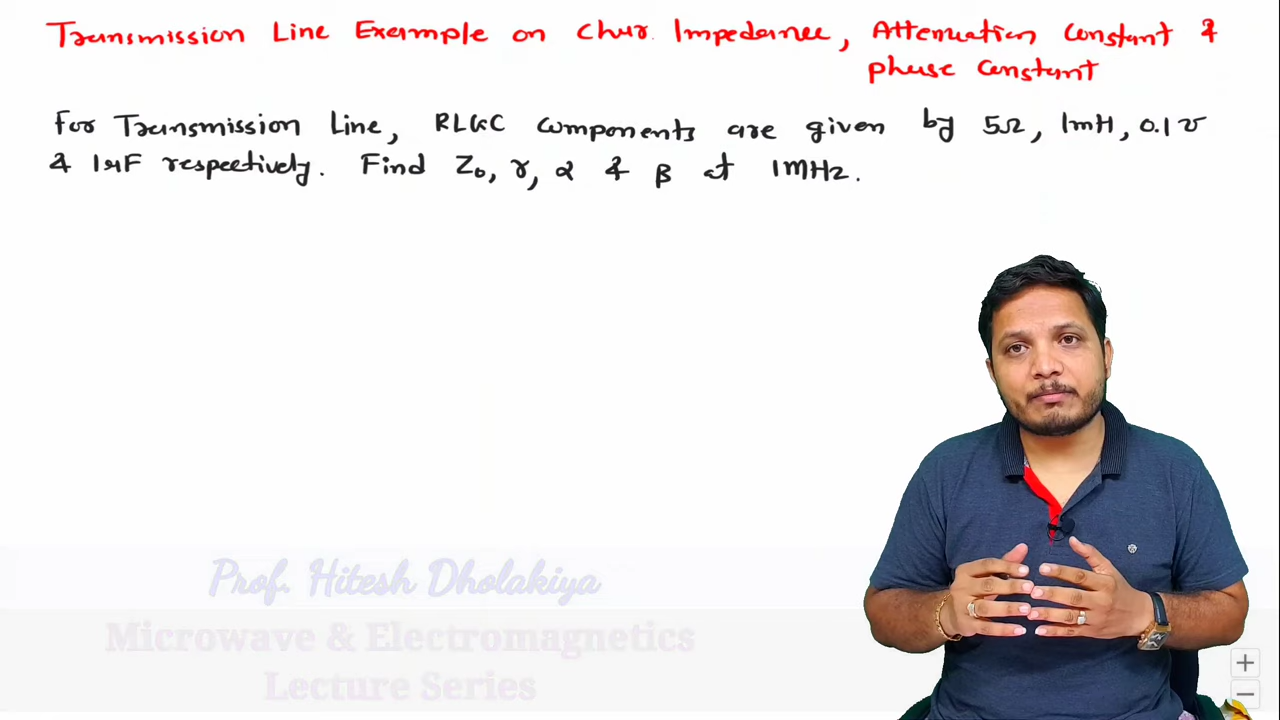 Transmission Line Example on Char. Impedance, Attenuation Constant &
phase Constant
For Transmission Line, RLGC components are given by 5Ω, 1mH, 0.1℧
& 1μF respectively. Find Z₀, γ, α & β at 1MHz.
Prof. Hitesh Dholakiya
Microwave & Electromagnetics
Lecture Series